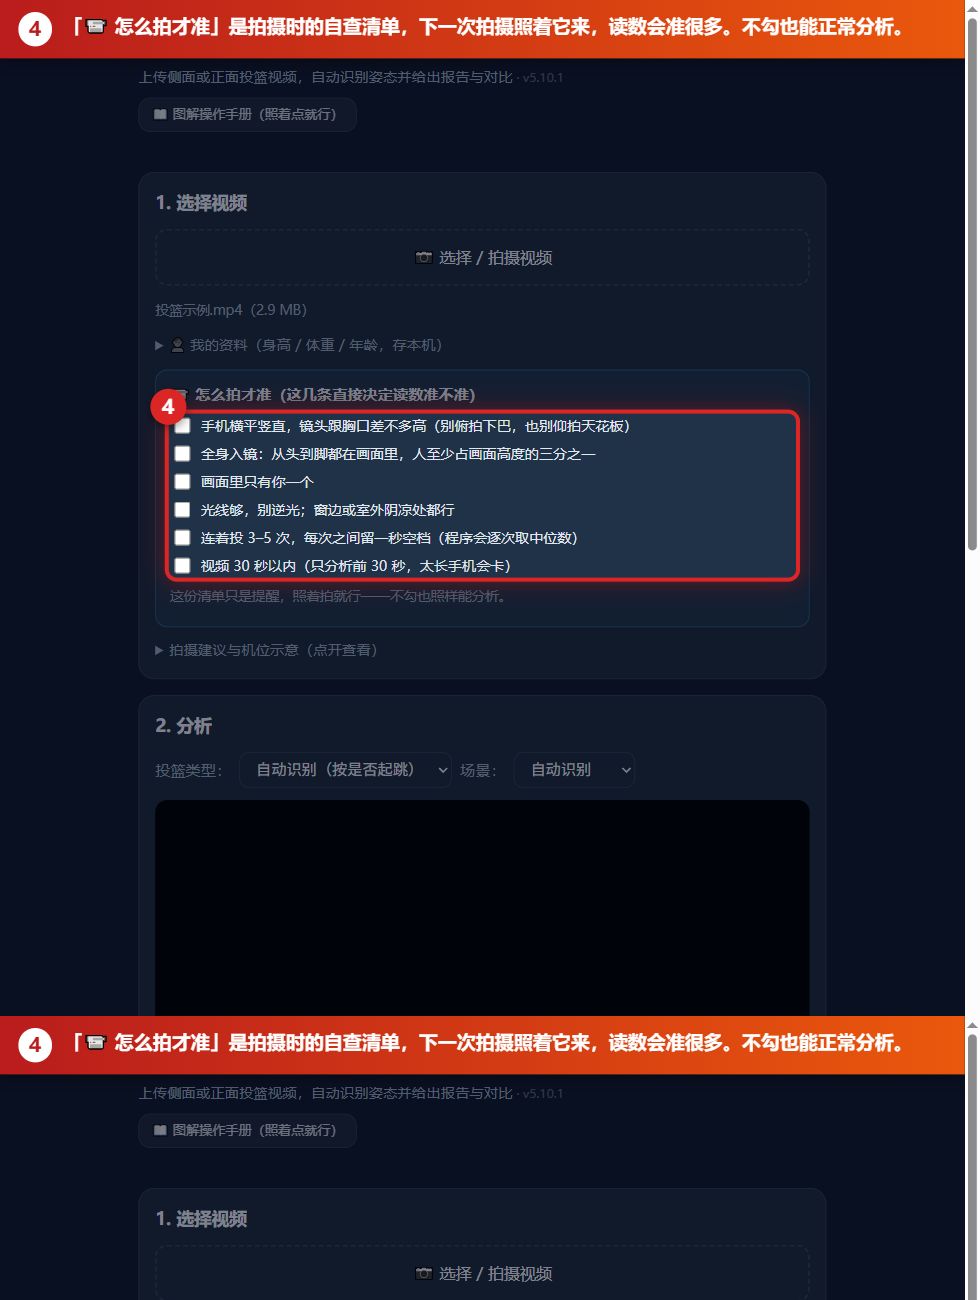 4 「📼 怎么拍才准」是拍摄时的自查清单，下一次拍摄照着它来，读数会准很多。不勾也能正常分析。
上传侧面或正面投篮视频，自动识别姿态并给出报告与对比 · v5.10.1
📖 图解操作手册（照着点就行）
1. 选择视频
📷 选择 / 拍摄视频
投篮示例.mp4（2.9 MB）
▶ 👤 我的资料（身高 / 体重 / 年龄，存本机）
怎么拍才准（这几条直接决定读数准不准）
4
手机横平竖直，镜头跟胸口差不多高（别俯拍下巴，也别仰拍天花板）
全身入镜：从头到脚都在画面里，人至少占画面高度的三分之一
画面里只有你一个
光线够，别逆光；窗边或室外阴凉处都行
连着投 3–5 次，每次之间留一秒空档（程序会逐次取中位数）
视频 30 秒以内（只分析前 30 秒，太长手机会卡）
这份清单只是提醒，照着拍就行——不勾也照样能分析。
▶ 拍摄建议与机位示意（点开查看）
2. 分析
投篮类型： 自动识别（按是否起跳） 场景： 自动识别
4 「📼 怎么拍才准」是拍摄时的自查清单，下一次拍摄照着它来，读数会准很多。不勾也能正常分析。
上传侧面或正面投篮视频，自动识别姿态并给出报告与对比 · v5.10.1
📖 图解操作手册（照着点就行）
1. 选择视频
📷 选择 / 拍摄视频